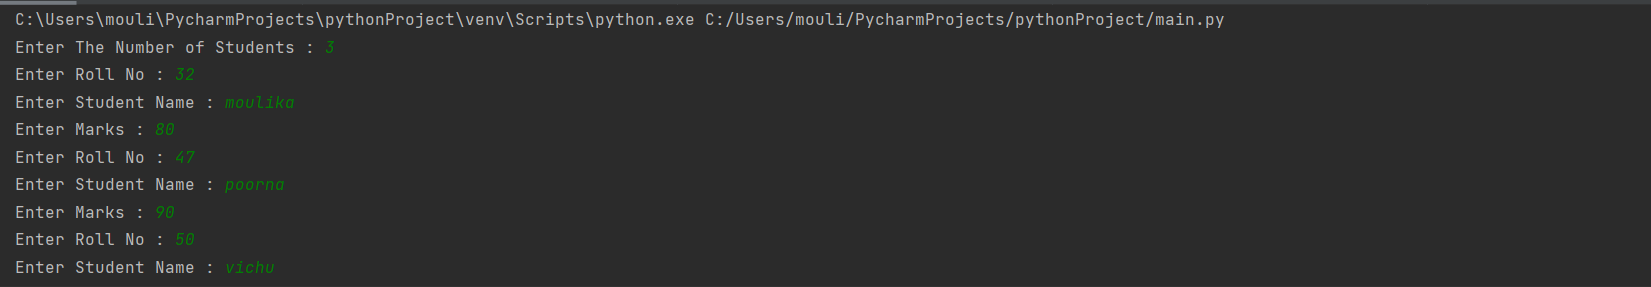 C:\Users\mouli\PycharmProjects\pythonProject\venv\Scripts\python.exe C:/Users/mouli/PycharmProjects/pythonProject/main.py
Enter The Number of Students : 3
Enter Roll No : 32
Enter Student Name : moulika
Enter Marks : 80
Enter Roll No : 47
Enter Student Name : poorna
Enter Marks : 90
Enter Roll No : 50
Enter Student Name : vichu